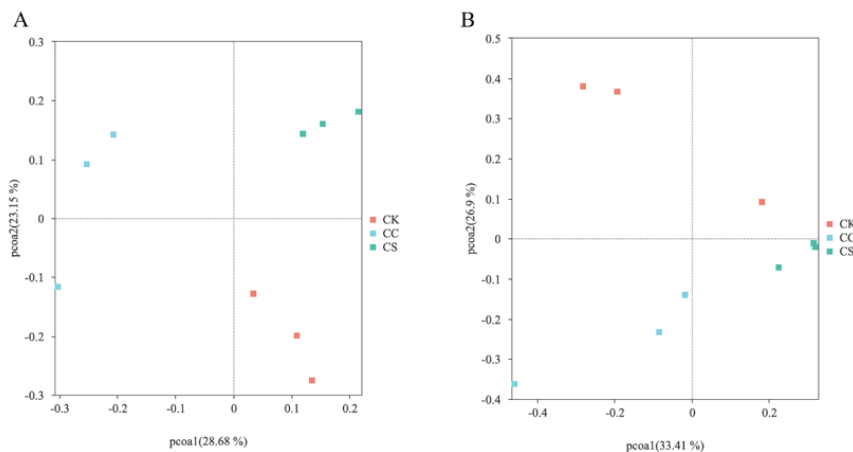 A
0.3
0.2
0.1
0
-0.1
-0.2
-0.3
-0.3
-0.2
-0.1
0
0.1
0.2
pcoa2(23.15 %)
pcoa1(28.68 %)
CK
CC
CS
B
0.5
0.4
0.3
0.2
0.1
0
-0.1
-0.2
-0.3
-0.4
-0.4
-0.2
0
0.2
pcoa2(26.9 %)
pcoa1(33.41 %)
CK
CC
CS